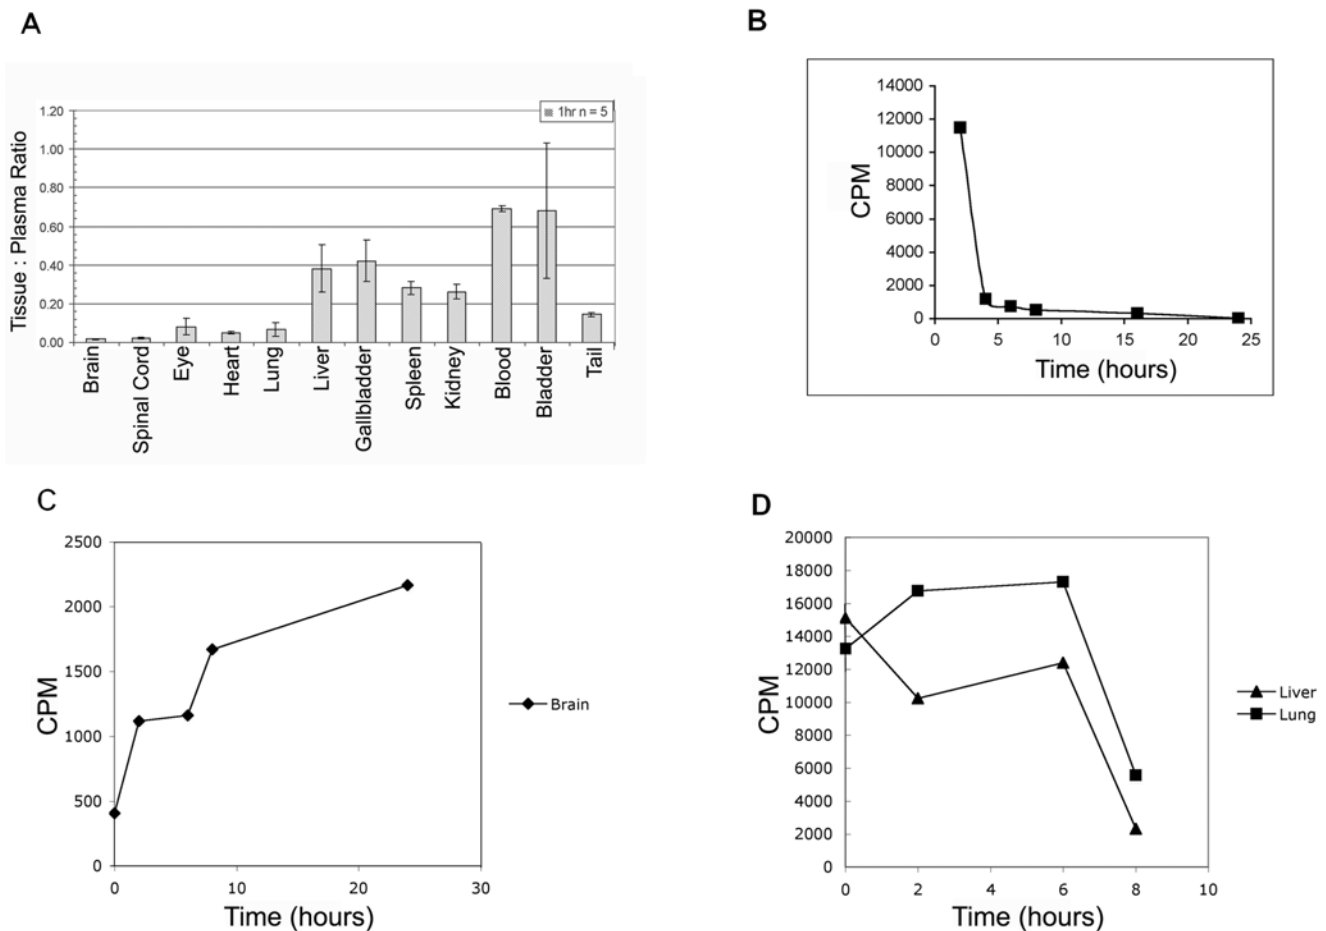 A
1hr n = 5
Tissue : Plasma Ratio
1.20
1.00
0.80
0.60
0.40
0.20
0.00
Brain
Spinal Cord
Eye
Heart
Lung
Liver
Gallbladder
Spleen
Kidney
Blood
Bladder
Tail
B
CPM
14000
12000
10000
8000
6000
4000
2000
0
0 5 10 15 20 25
Time (hours)
C
CPM
2500
2000
1500
1000
500
0
0 10 20 30
Time (hours)
Brain
D
CPM
20000
18000
16000
14000
12000
10000
8000
6000
4000
2000
0
0 2 4 6 8 10
Time (hours)
Liver
Lung